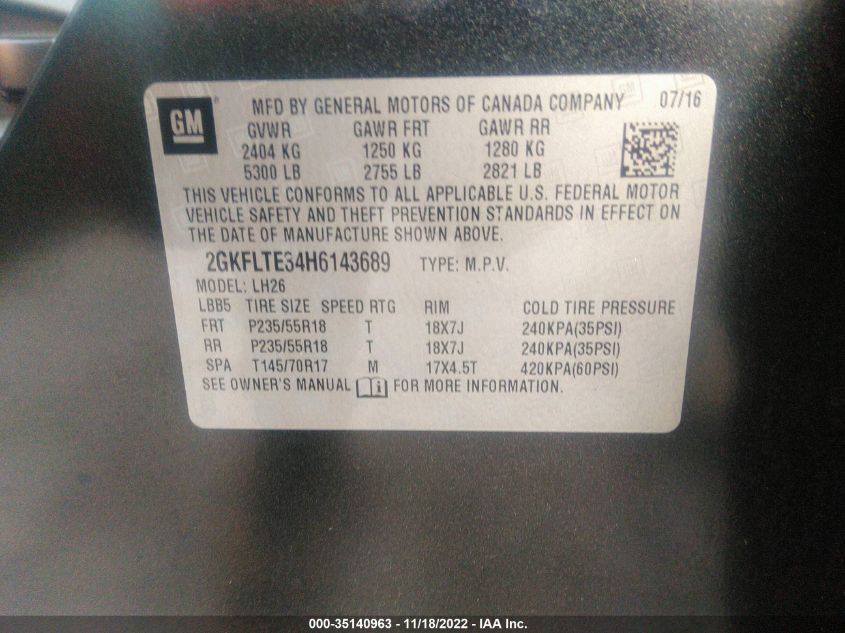 GM
MFD BY GENERAL MOTORS OF CANADA COMPANY 07/16
GVWR GAWR FRT GAWR RR
2404 KG 1250 KG 1280 KG
5300 LB 2755 LB 2821 LB
THIS VEHICLE CONFORMS TO ALL APPLICABLE U.S. FEDERAL MOTOR
VEHICLE SAFETY AND THEFT PREVENTION STANDARDS IN EFFECT ON
THE DATE OF MANUFACTURE SHOWN ABOVE.
2GKFLTE34H6143689 TYPE: M.P.V.
MODEL: LH26
LBB5 TIRE SIZE SPEED RTG RIM COLD TIRE PRESSURE
FRT P235/55R18 T 18X7J 240KPA(35PSI)
RR P235/55R18 T 18X7J 240KPA(35PSI)
SPA T145/70R17 M 17X4.5T 420KPA(60PSI)
SEE OWNER'S MANUAL FOR MORE INFORMATION.
000-35140963 - 11/18/2022 - IAA Inc.